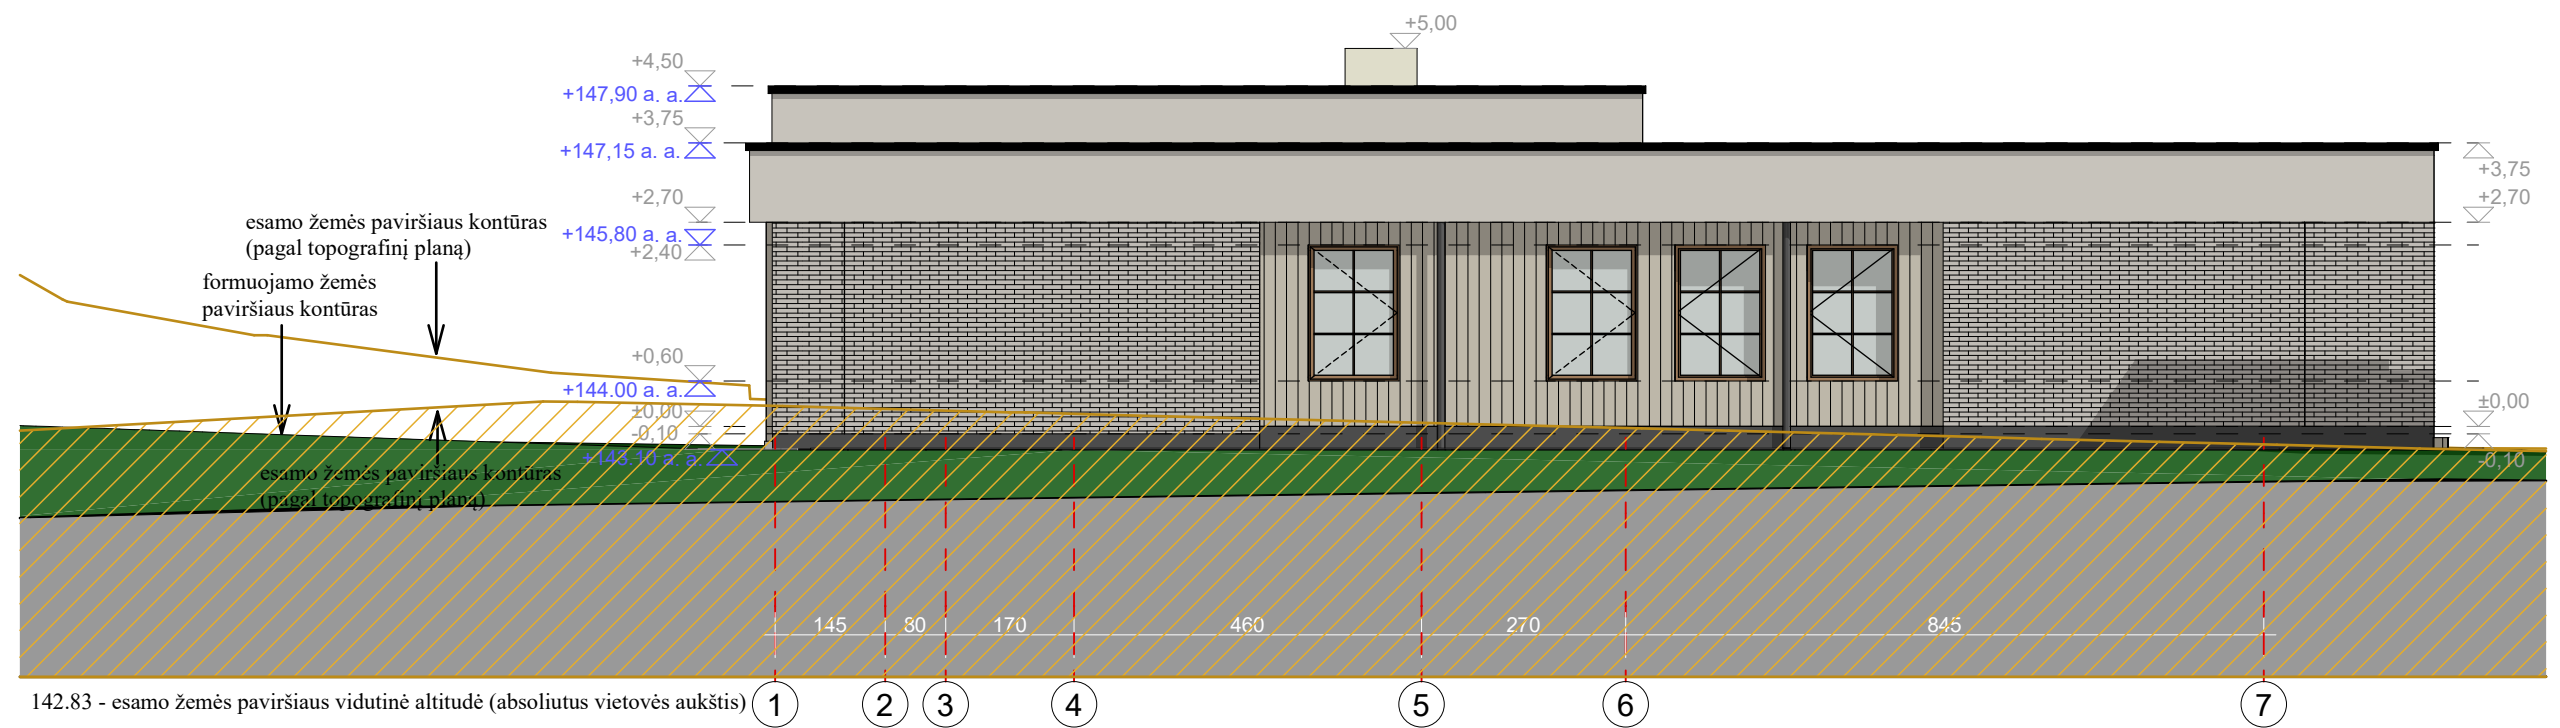 +5,00
+4,50
+147,90 a. a.
+3,75
+147,15 a. a.
+3,75
+2,70
+2,70
esamo žemės paviršiaus kontūras
(pagal topografinį planą)
+145,80 a. a.
+2,40
formuojamo žemės
paviršiaus kontūras
+0,60
+144.00 a. a.
±0,00
±0,00
-0,10
+143.10 a. a.
-0,10
esamo žemės paviršiaus kontūras
(pagal topografinį planą)
145 80 170 460 270 845
142.83 - esamo žemės paviršiaus vidutinė altitudė (absoliutus vietovės aukštis)
1 2 3 4 5 6 7